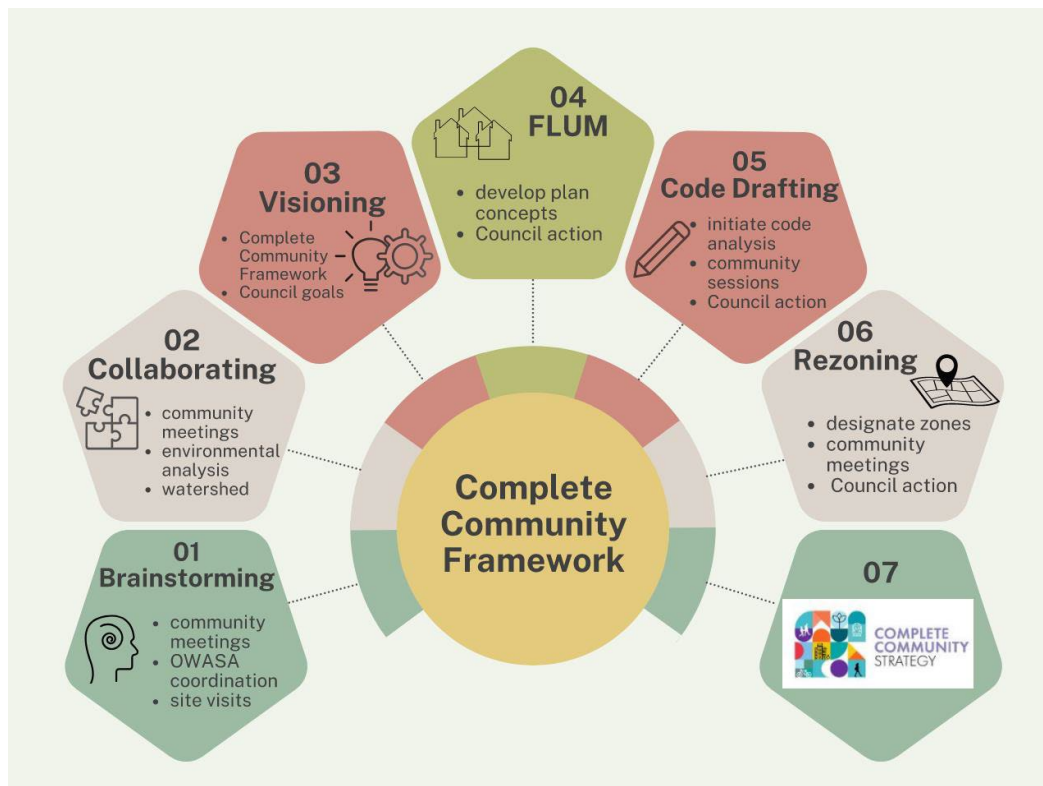 01
Brainstorming
• community
meetings
• OWASA
coordination
• site visits
02
Collaborating
• community
meetings
• environmental
analysis
• watershed
03
Visioning
• Complete
Community
Framework
• Council goals
04
FLUM
• develop plan
concepts
• Council action
05
Code Drafting
• initiate code
analysis
• community
sessions
• Council action
06
Rezoning
• designate zones
• community
meetings
• Council action
07
COMPLETE
COMMUNITY
STRATEGY
Complete
Community
Framework